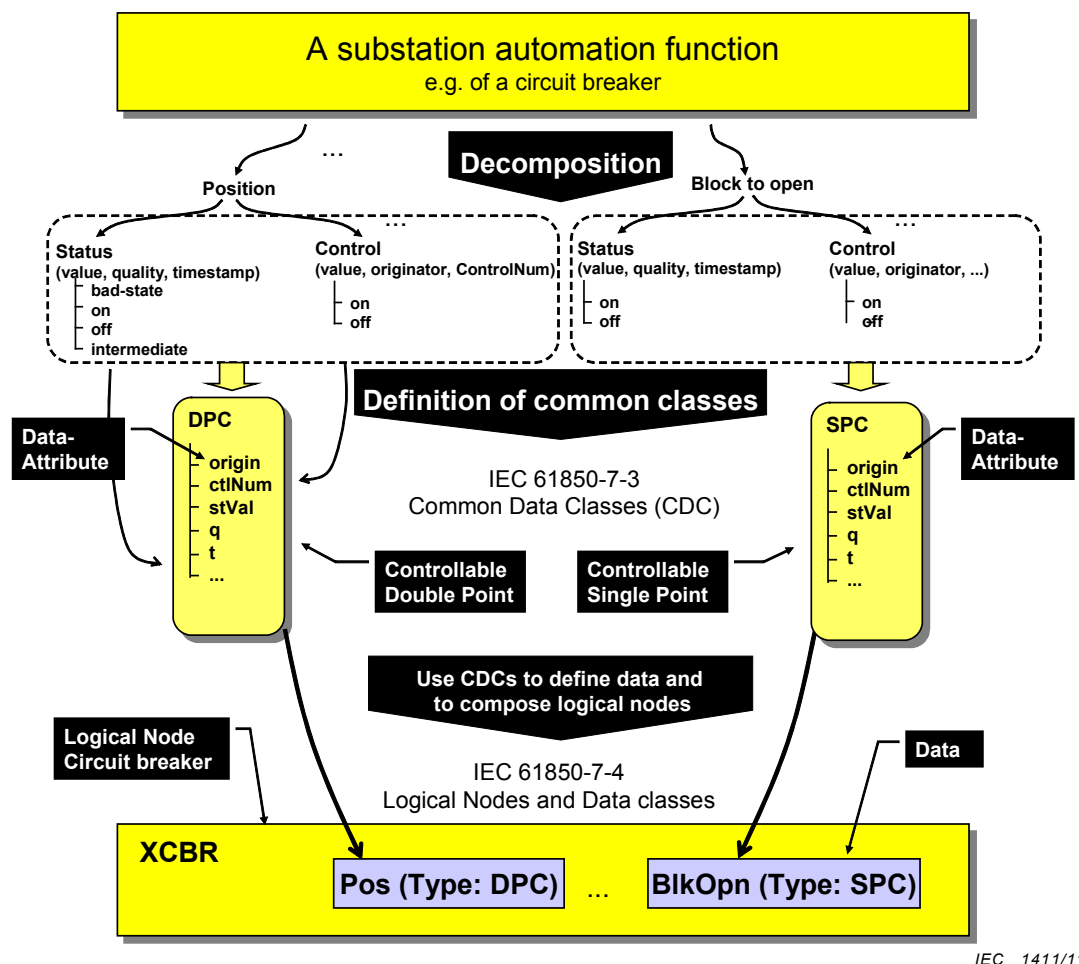 A substation automation function
e.g. of a circuit breaker
...
Decomposition
Position
Block to open
...
...
Status
(value, quality, timestamp)
bad-state
on
off
intermediate
Control
(value, originator, ControlNum)
on
off
Status
(value, quality, timestamp)
on
off
Control
(value, originator, ...)
on
off
Definition of common classes
Data-
Attribute
DPC
origin
ctlNum
stVal
q
t
...
IEC 61850-7-3
Common Data Classes (CDC)
SPC
origin
ctlNum
stVal
q
t
...
Data-
Attribute
Controllable
Double Point
Controllable
Single Point
Use CDCs to define data and
to compose logical nodes
Logical Node
Circuit breaker
Data
IEC 61850-7-4
Logical Nodes and Data classes
XCBR
Pos (Type: DPC)
...
BlkOpn (Type: SPC)
IEC 1411/1